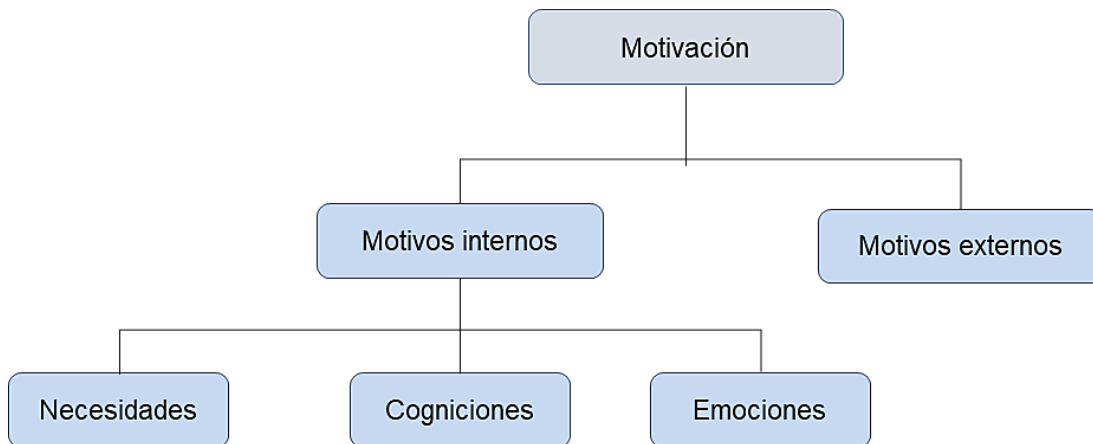 Motivación
Motivos internos
Motivos externos
Necesidades
Cogniciones
Emociones